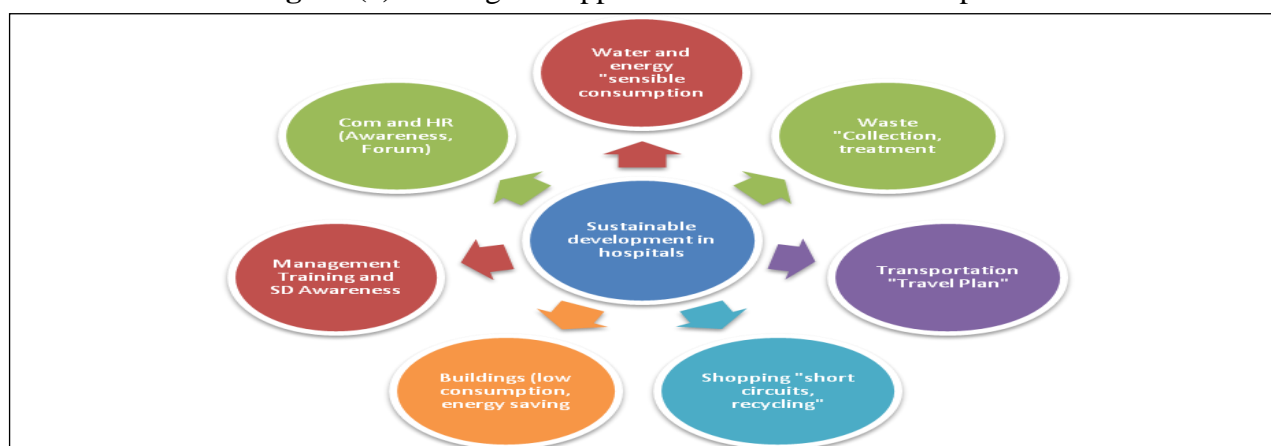 Water and
energy
"sensible
consumption
Waste
"Collection,
treatment
Transportation
"Travel Plan"
Shopping "short
circuits,
recycling"
Buildings (low
consumption,
energy saving
Management
Training and
SD Awareness
Com and HR
(Awareness,
Forum)
Sustainable
development in
hospitals